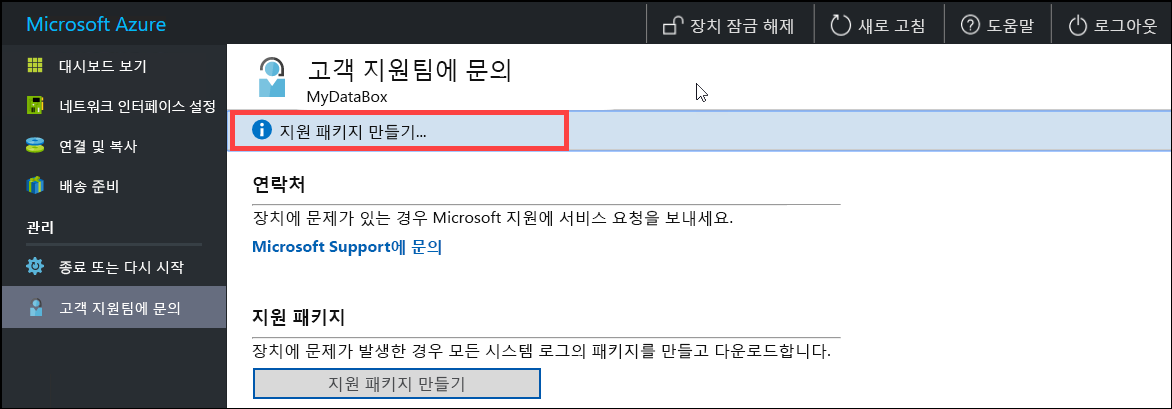 Microsoft Azure
장치 잠금 해제
새로 고침
도움말
로그아웃
대시보드 보기
네트워크 인터페이스 설정
연결 및 복사
배송 준비
관리
종료 또는 다시 시작
고객 지원팀에 문의
고객 지원팀에 문의
MyDataBox
지원 패키지 만들기...
연락처
장치에 문제가 있는 경우 Microsoft 지원에 서비스 요청을 보내세요.
Microsoft Support에 문의
지원 패키지
장치에 문제가 발생한 경우 모든 시스템 로그의 패키지를 만들고 다운로드합니다.
지원 패키지 만들기